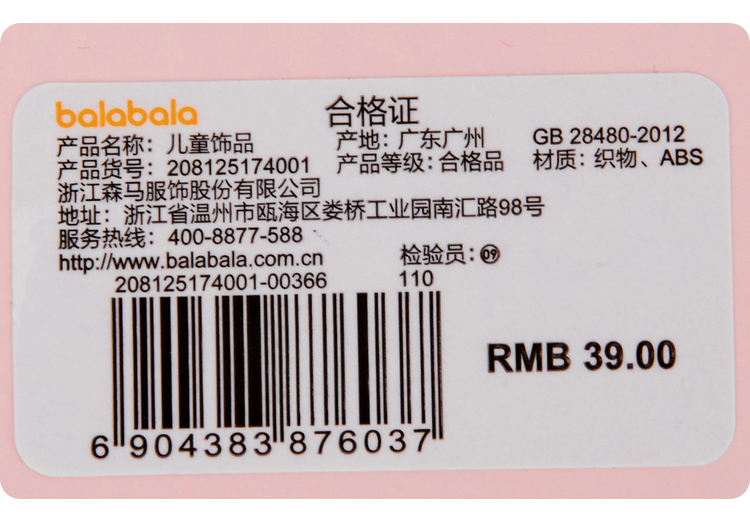 balabala 合格证
产品名称：儿童饰品 产地：广东广州 GB 28480-2012
产品货号：208125174001 产品等级：合格品 材质：织物、ABS
浙江森马服饰股份有限公司
地址：浙江省温州市瓯海区娄桥工业园南汇路98号
服务热线：400-8877-588
http://www.balabala.com.cn 检验员：09
208125174001-00366 110
RMB 39.00
6 904383 876037